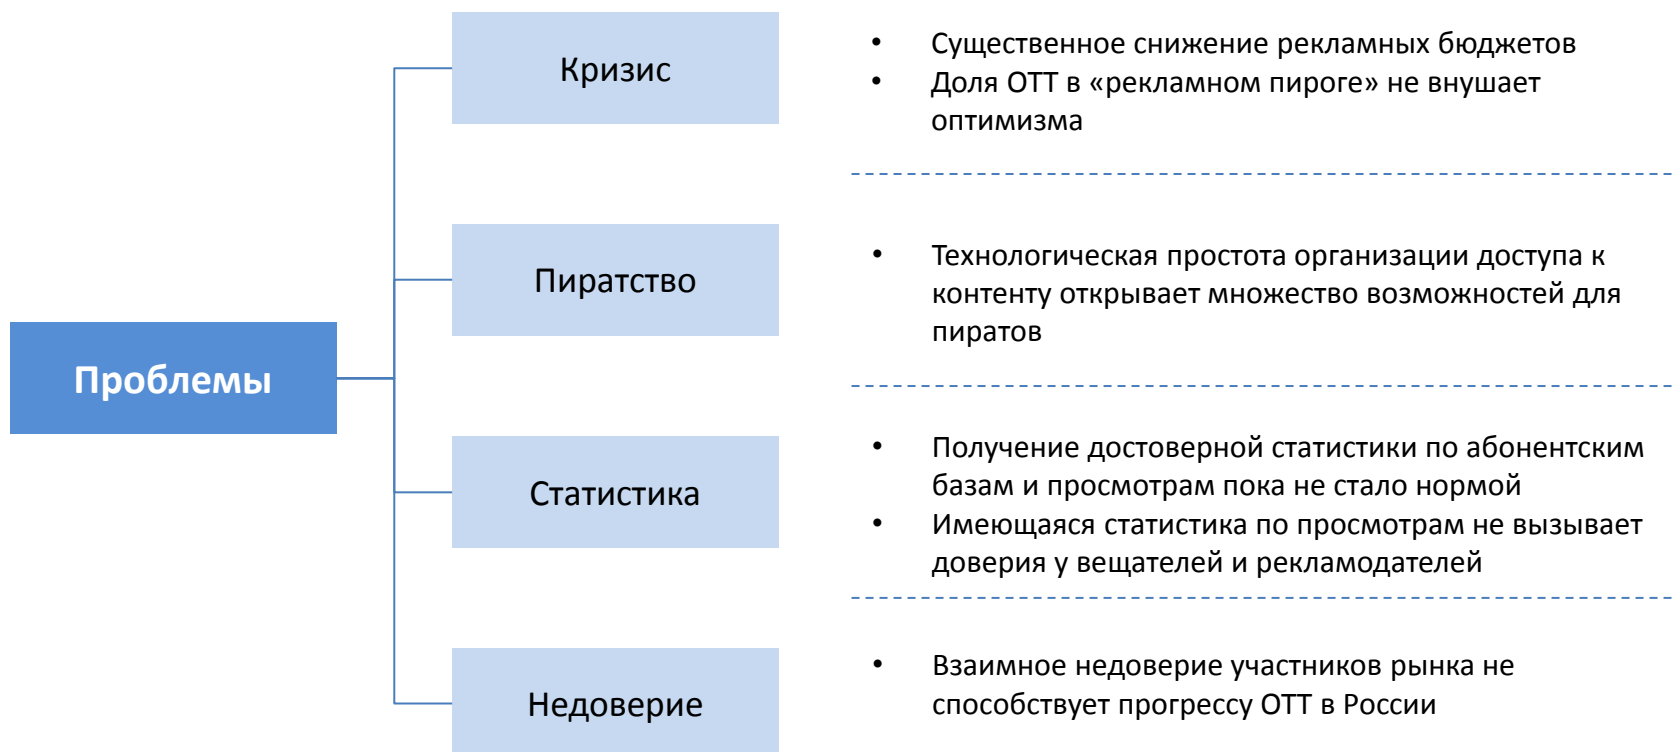 Проблемы
Кризис
• Существенное снижение рекламных бюджетов
• Доля ОТТ в «рекламном пироге» не внушает
оптимизма
Пиратство
• Технологическая простота организации доступа к
контенту открывает множество возможностей для
пиратов
Статистика
• Получение достоверной статистики по абонентским
базам и просмотрам пока не стало нормой
• Имеющаяся статистика по просмотрам не вызывает
доверия у вещателей и рекламодателей
Недоверие
• Взаимное недоверие участников рынка не
способствует прогрессу ОТТ в России